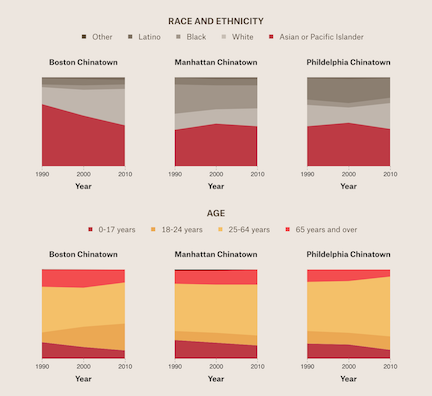 RACE AND ETHNICITY
Other Latino Black White Asian or Pacific Islander
Boston Chinatown Manhattan Chinatown Phildelphia Chinatown
1990 2000 2010 1990 2000 2010 1990 2000 2010
Year Year Year
AGE
0-17 years 18-24 years 25-64 years 65 years and over
Boston Chinatown Manhattan Chinatown Phildelphia Chinatown
1990 2000 2010 1990 2000 2010 1990 2000 2010
Year Year Year